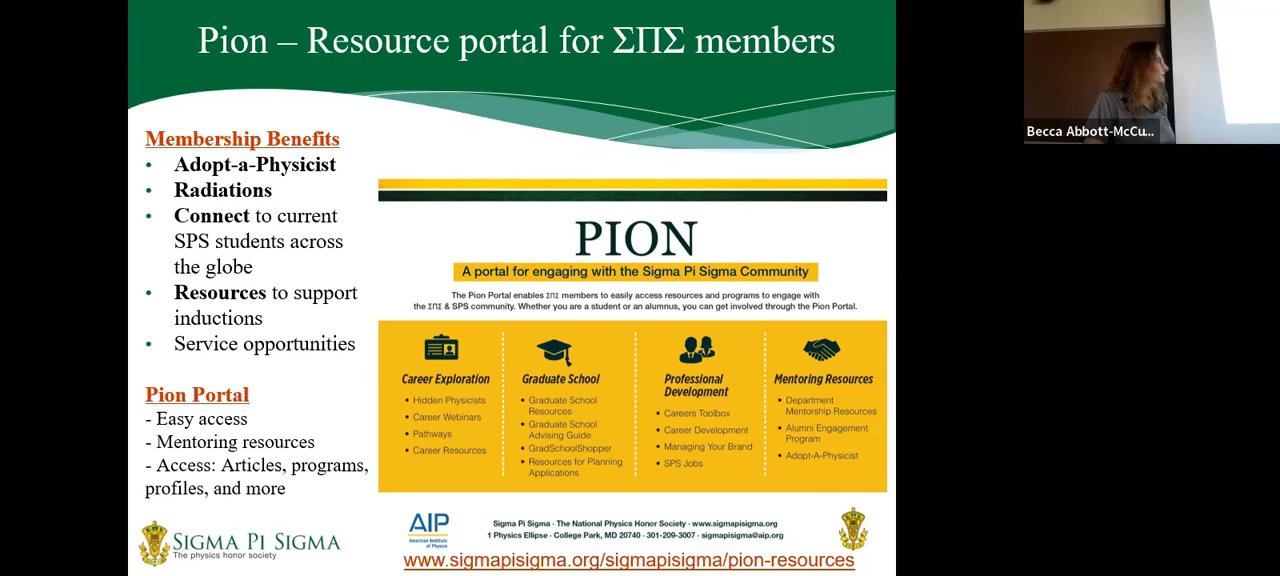 Pion – Resource portal for ΣΠΣ members
Becca Abbott-McCu...
Membership Benefits
• Adopt-a-Physicist
• Radiations
• Connect to current
SPS students across
the globe
• Resources to support
inductions
• Service opportunities
Pion Portal
- Easy access
- Mentoring resources
- Access: Articles, programs,
profiles, and more
PION
A portal for engaging with the Sigma Pi Sigma Community
The Pion Portal enables ΣΠΣ members to easily access resources and programs to engage with
the ΣΠΣ & SPS community. Whether you are a student or an alumnus, you can get involved through the Pion Portal.
Career Exploration
• Hidden Physicists
• Career Webinars
• Pathways
• Career Resources
Graduate School
• Graduate School
Resources
• Graduate School
Advising Guide
• GradSchoolShopper
• Resources for Planning
Applications
Professional
Development
• Careers Toolbox
• Career Development
• Managing Your Brand
• SPS Jobs
Mentoring Resources
• Department
Mentorship Resources
• Alumni Engagement
Program
• Adopt-A-Physicist
ΣΠΣ
SIGMA PI SIGMA
The physics honor society
AIP
American Institute
of Physics
Sigma Pi Sigma · The National Physics Honor Society · www.sigmapisigma.org
1 Physics Ellipse · College Park, MD 20740 · 301-209-3007 · sigmapisigma@aip.org
ΣΠΣ
www.sigmapisigma.org/sigmapisigma/pion-resources